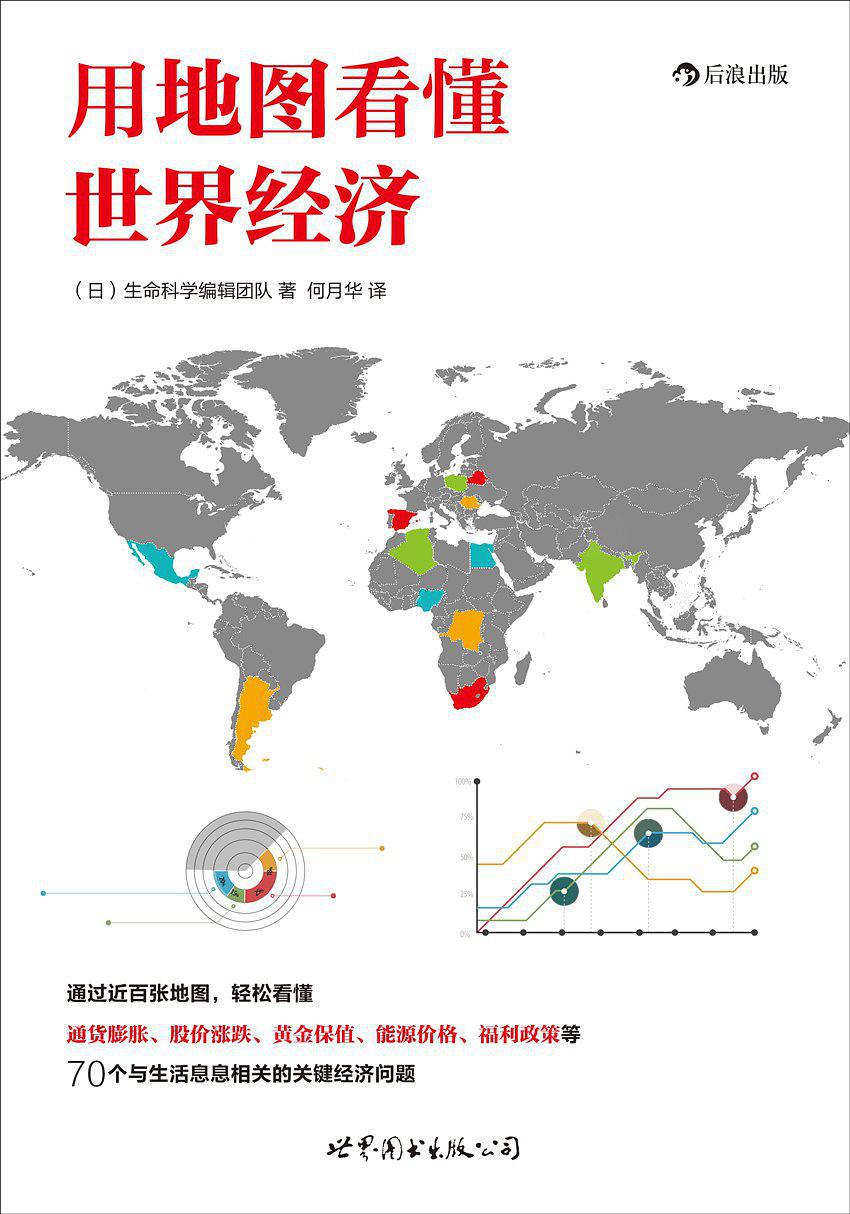 用地图看懂
世界经济
后浪出版
（日）生命科学编辑团队 著 何月华 译
100%
75%
50%
25%
0%
通过近百张地图，轻松看懂
通货膨胀、股价涨跌、黄金保值、能源价格、福利政策等
70个与生活息息相关的关键经济问题
世界图书出版公司